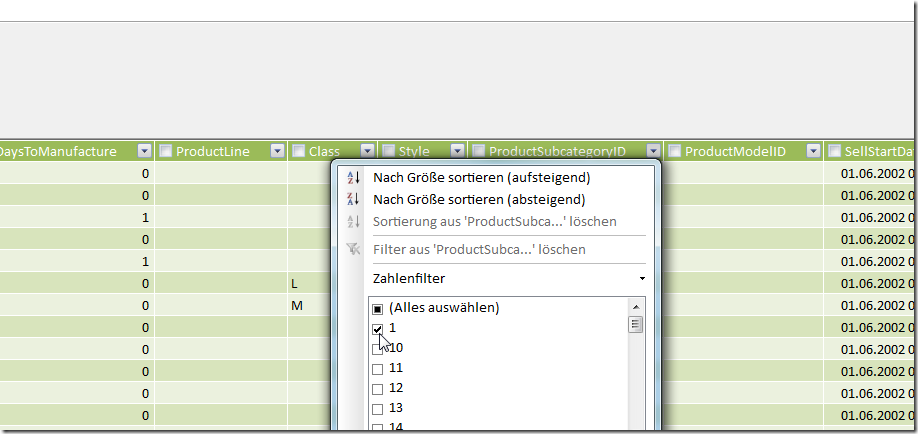 DaysToManufacture ProductLine Class Style ProductSubcategoryID ProductModelID SellStartDa
0 01.06.2002 0
0 01.06.2002 0
1 01.06.2002 0
0 01.06.2002 0
1 01.06.2002 0
0 L 01.06.2002 0
0 M 01.06.2002 0
0 01.06.2002 0
0 01.06.2002 0
0 01.06.2002 0
0 01.06.2002 0
0 01.06.2002 0
Nach Größe sortieren (aufsteigend)
Nach Größe sortieren (absteigend)
Sortierung aus 'ProductSubca...' löschen
Filter aus 'ProductSubca...' löschen
Zahlenfilter
(Alles auswählen)
1
10
11
12
13
14